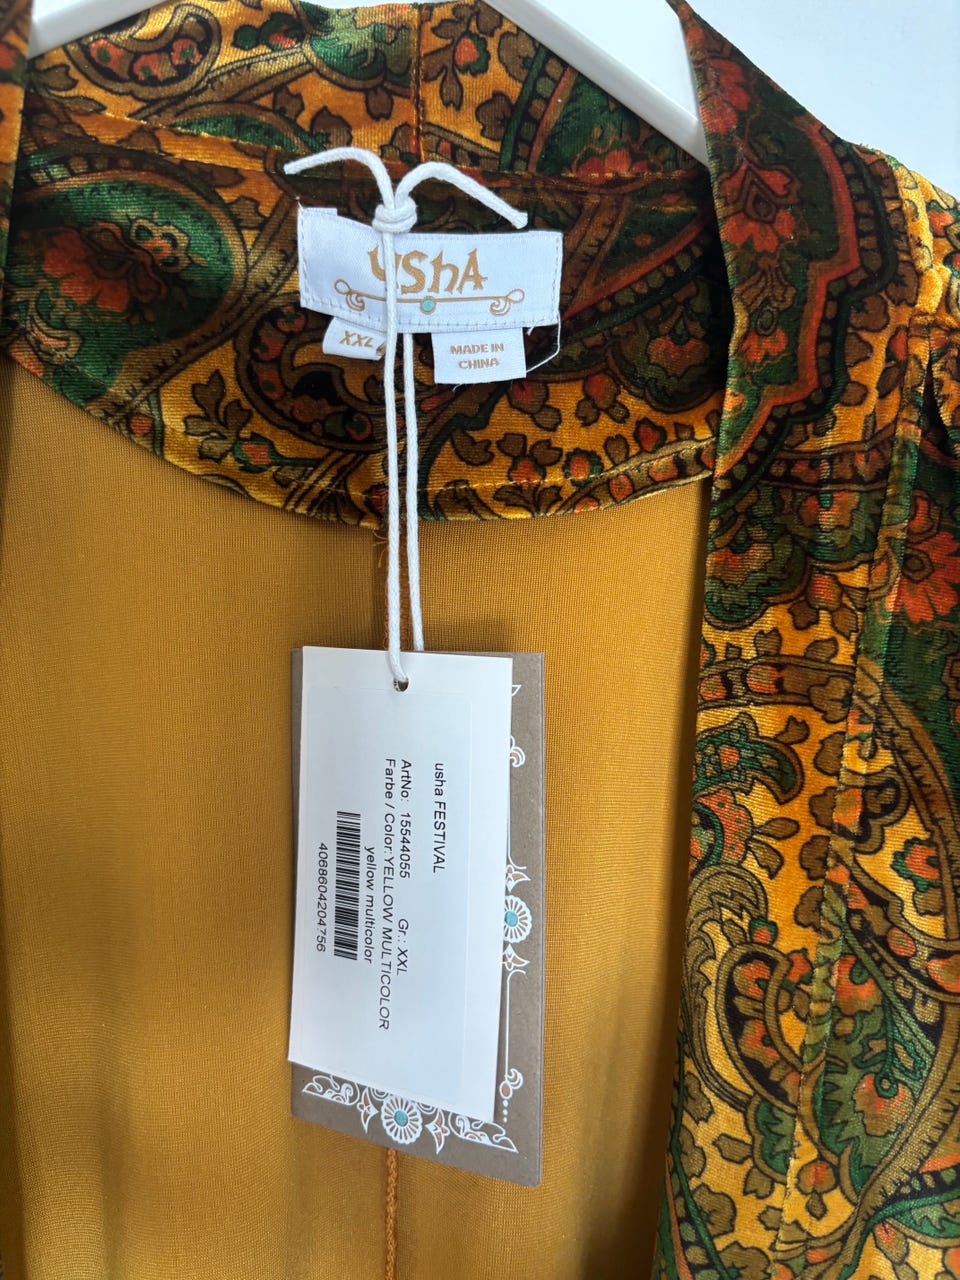 usha
XXL
MADE IN
CHINA
usha FESTIVAL
ArtNo: 15544055 Gr.: XXL
Farbe / Color:YELLOW MULTICOLOR
yellow multicolor
4068604204756